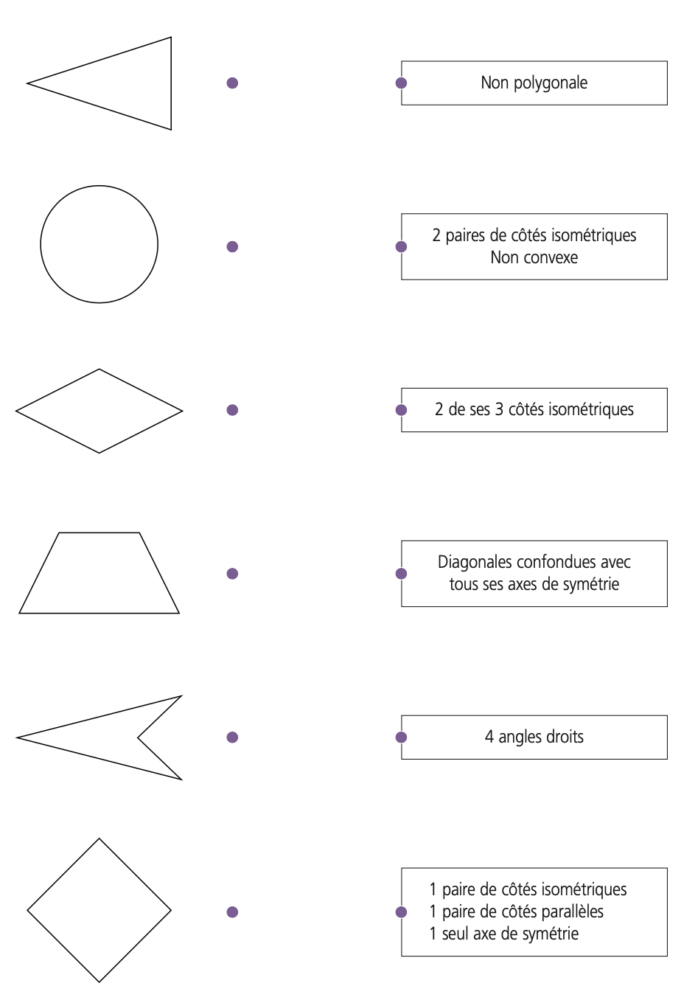 Non polygonale
2 paires de côtés isométriques
Non convexe
2 de ses 3 côtés isométriques
Diagonales confondues avec
tous ses axes de symétrie
4 angles droits
1 paire de côtés isométriques
1 paire de côtés parallèles
1 seul axe de symétrie